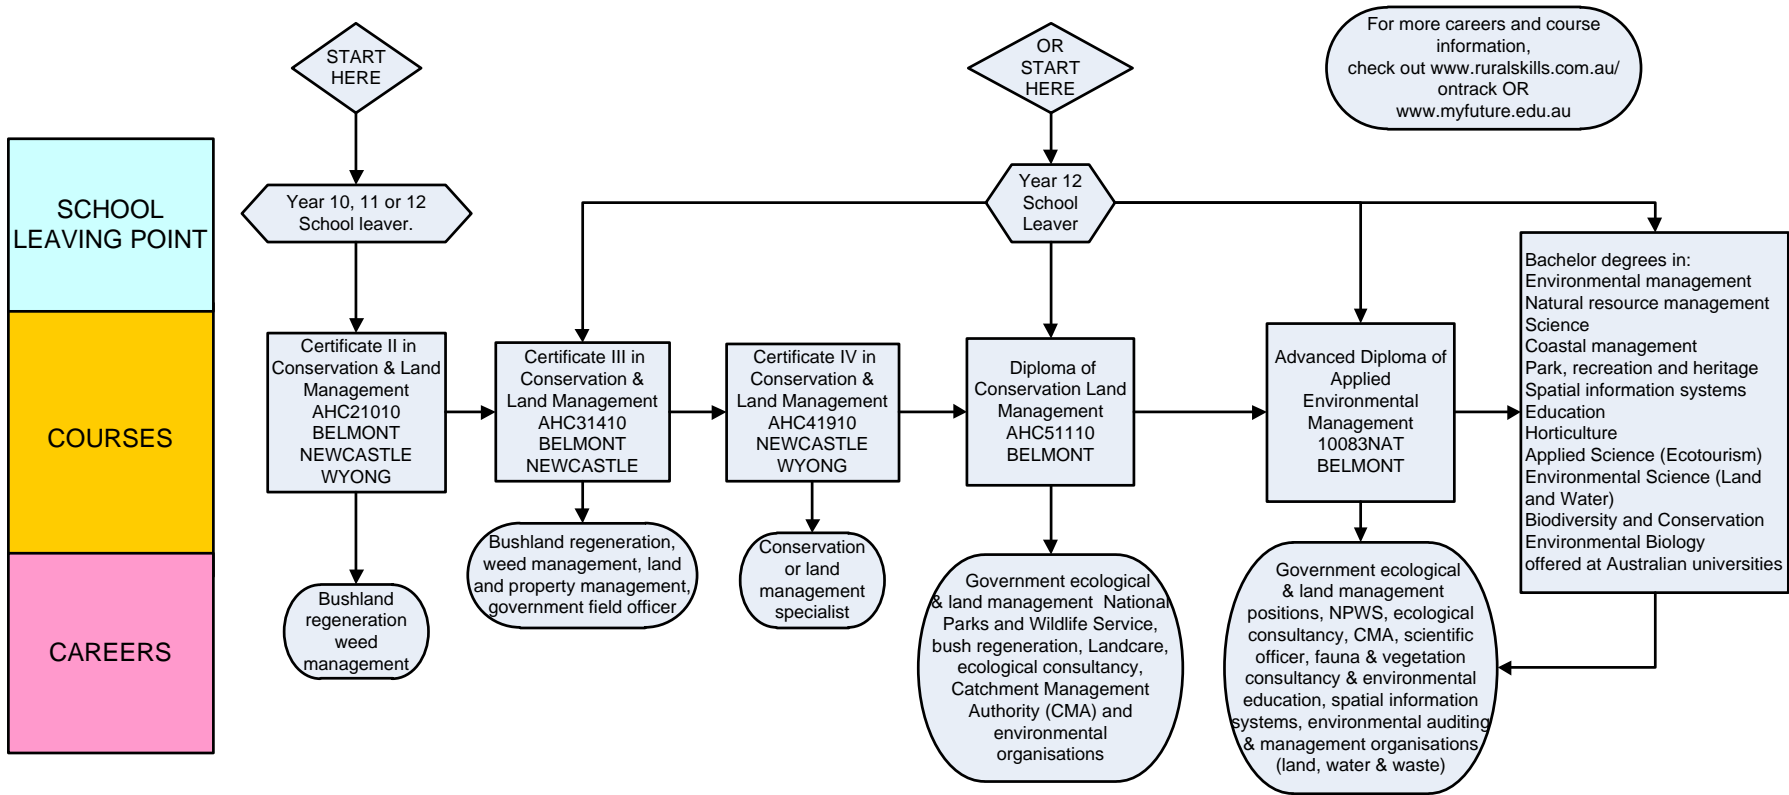 START
HERE
OR
START
HERE
For more careers and course
information,
check out www.ruralskills.com.au/
ontrack OR
www.myfuture.edu.au
SCHOOL
LEAVING POINT
Year 10, 11 or 12
School leaver.
Year 12
School
Leaver
COURSES
Certificate II in
Conservation & Land
Management
AHC21010
BELMONT
NEWCASTLE
WYONG
Certificate III in
Conservation &
Land Management
AHC31410
BELMONT
NEWCASTLE
Certificate IV in
Conservation &
Land Management
AHC41910
NEWCASTLE
WYONG
Diploma of
Conservation Land
Management
AHC51110
BELMONT
Advanced Diploma of
Applied
Environmental
Management
10083NAT
BELMONT
Bachelor degrees in:
Environmental management
Natural resource management
Science
Coastal management
Park, recreation and heritage
Spatial information systems
Education
Horticulture
Applied Science (Ecotourism)
Environmental Science (Land
and Water)
Biodiversity and Conservation
Environmental Biology
offered at Australian universities
CAREERS
Bushland
regeneration
weed
management
Bushland regeneration,
weed management, land
and property management,
government field officer
Conservation
or land
management
specialist
Government ecological
& land management National
Parks and Wildlife Service,
bush regeneration, Landcare,
ecological consultancy,
Catchment Management
Authority (CMA) and
environmental
organisations
Government ecological
& land management
positions, NPWS, ecological
consultancy, CMA, scientific
officer, fauna & vegetation
consultancy & environmental
education, spatial information
systems, environmental auditing
& management organisations
(land, water & waste)